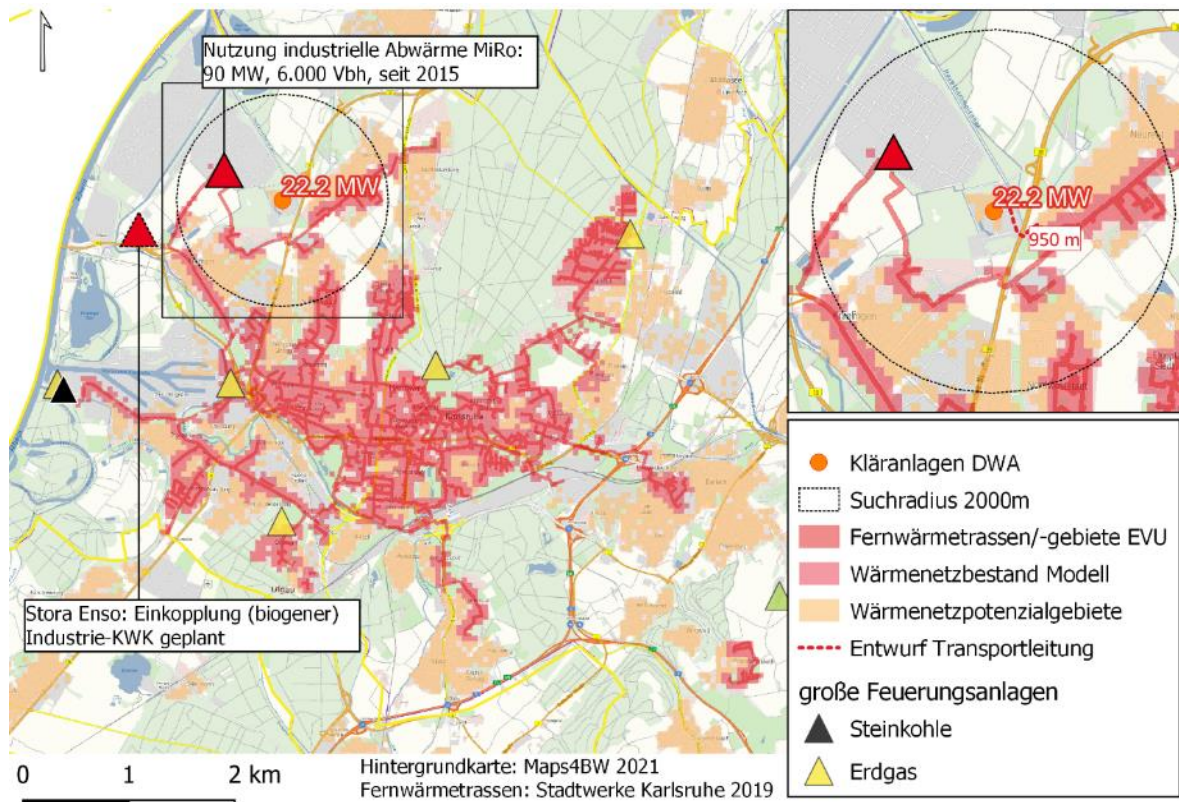 Nutzung industrielle Abwärme MiRo:
90 MW, 6.000 Vbh, seit 2015
22.2 MW
Stora Enso: Einkopplung (biogener)
Industrie-KWK geplant
0 1 2 km
Hintergrundkarte: Maps4BW 2021
Fernwärmetrassen: Stadtwerke Karlsruhe 2019
22.2 MW
950 m
Kläranlagen DWA
Suchradius 2000m
Fernwärmetrassen/-gebiete EVU
Wärmenetzbestand Modell
Wärmenetzpotenzialgebiete
Entwurf Transportleitung
große Feuerungsanlagen
Steinkohle
Erdgas